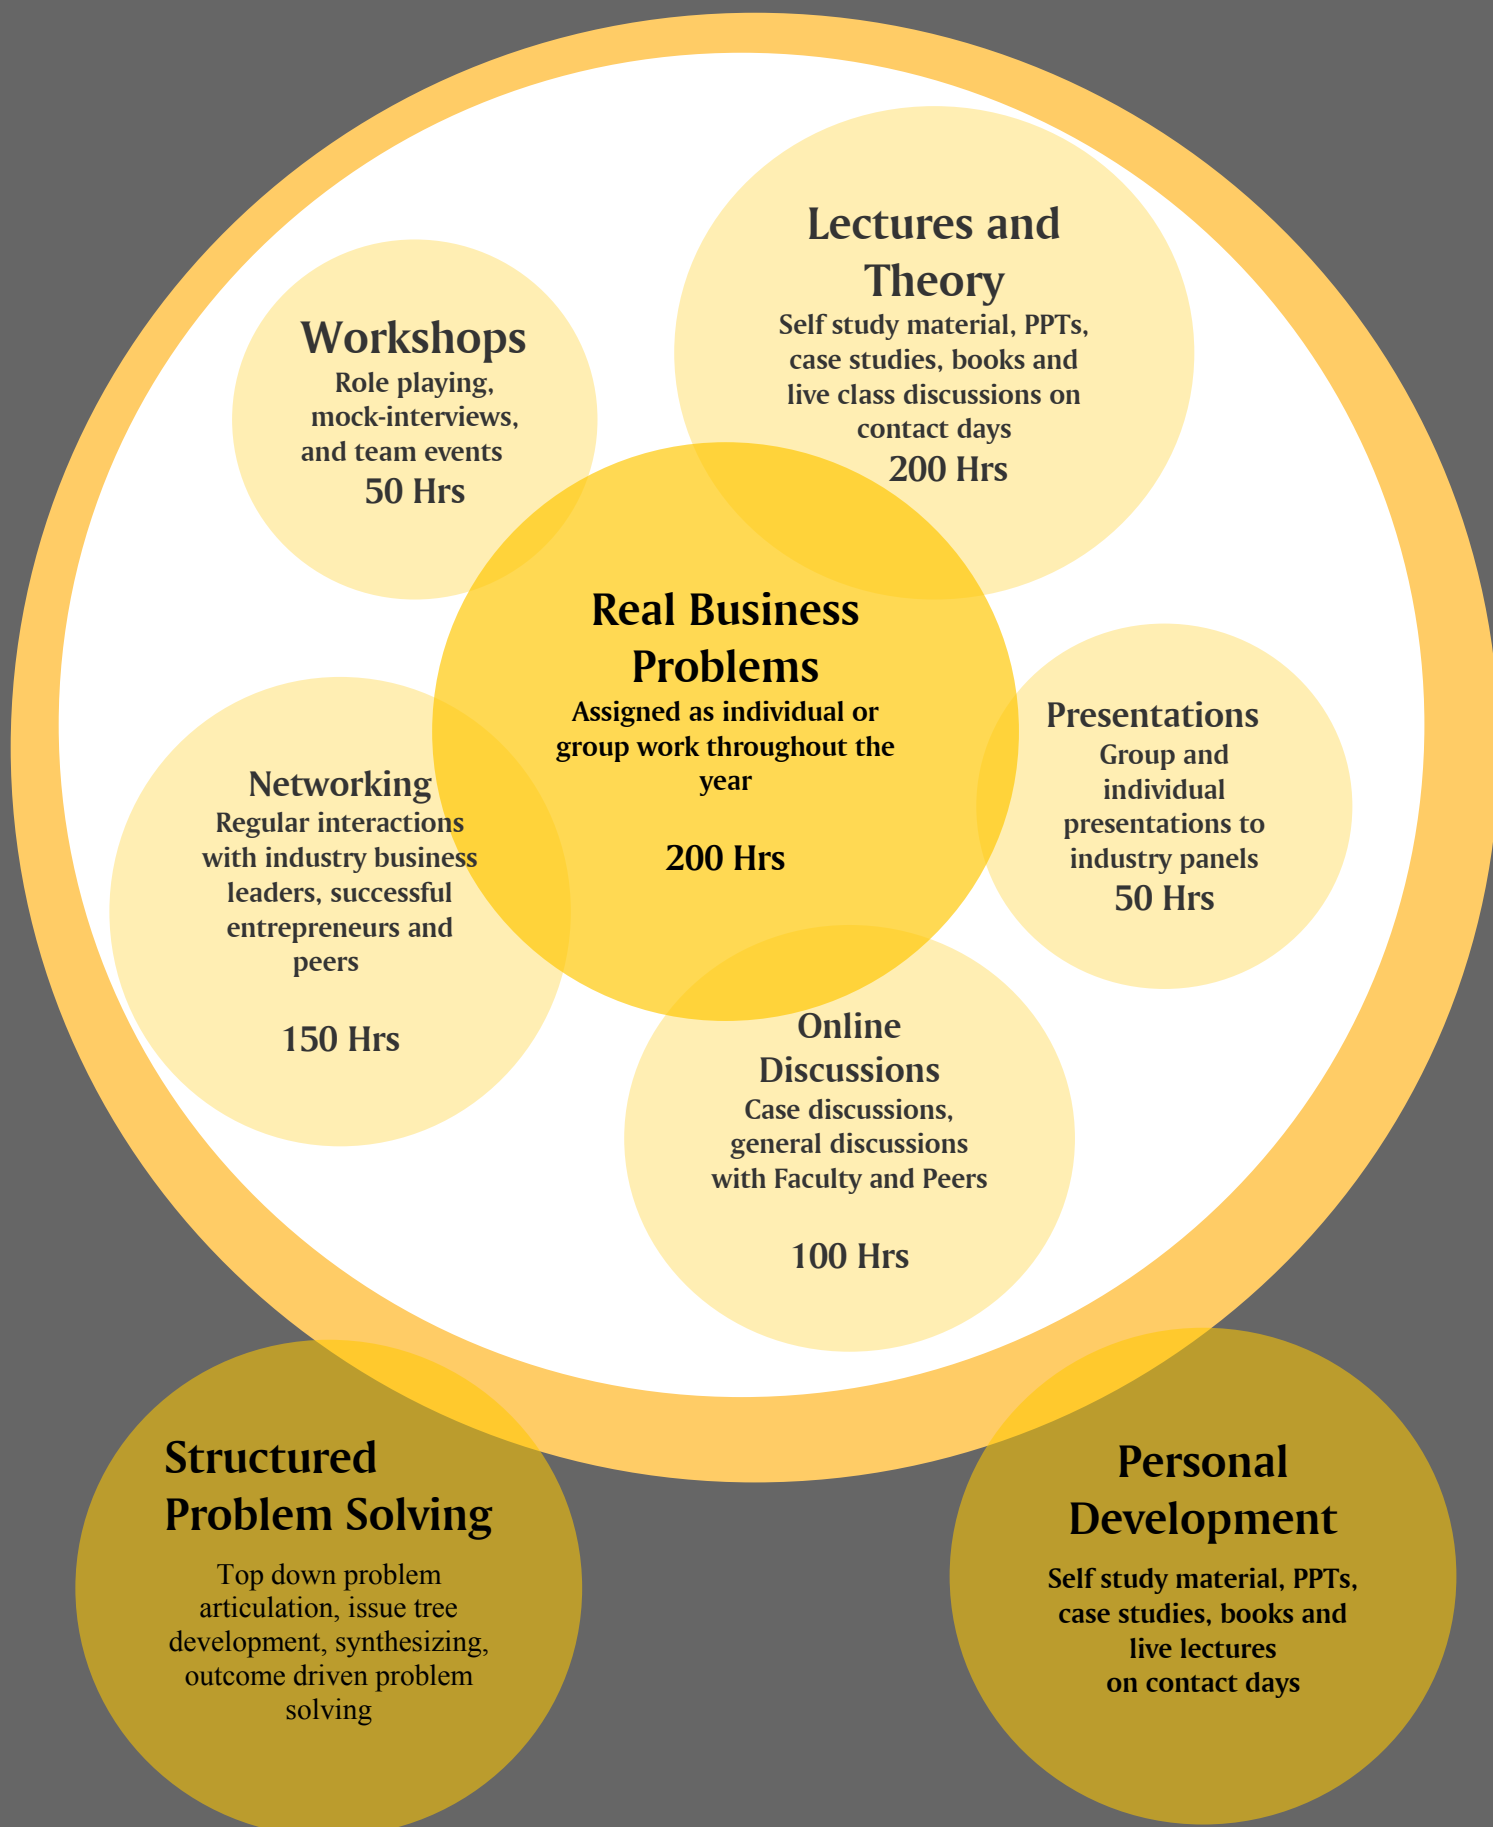 Lectures and
Theory
Self study material, PPTs,
case studies, books and
live class discussions on
contact days
200 Hrs
Workshops
Role playing,
mock-interviews,
and team events
50 Hrs
Real Business
Problems
Assigned as individual or
group work throughout the
year
200 Hrs
Presentations
Group and
individual
presentations to
industry panels
50 Hrs
Networking
Regular interactions
with industry business
leaders, successful
entrepreneurs and
peers
150 Hrs
Online
Discussions
Case discussions,
general discussions
with Faculty and Peers
100 Hrs
Structured
Problem Solving
Top down problem
articulation, issue tree
development, synthesizing,
outcome driven problem
solving
Personal
Development
Self study material, PPTs,
case studies, books and
live lectures
on contact days